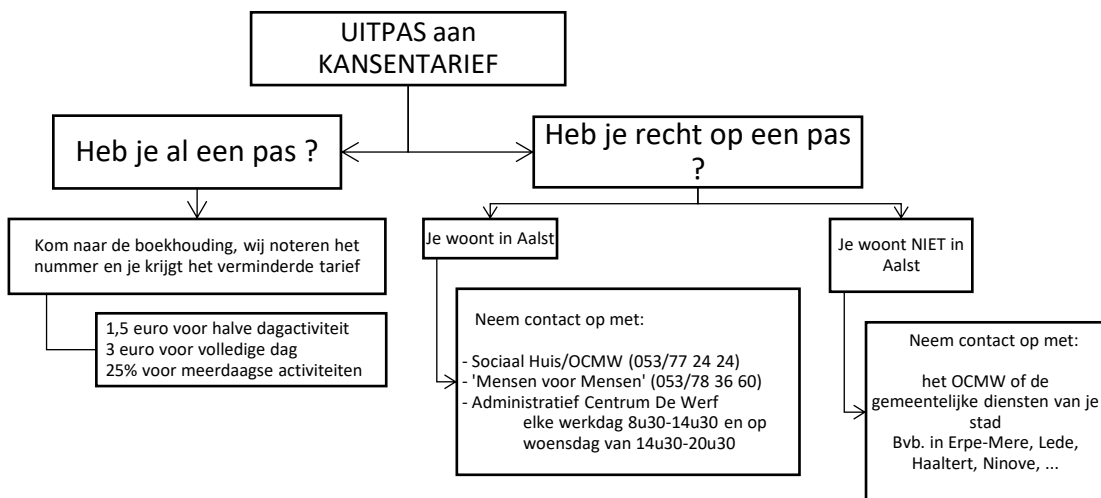 UITPAS aan
KANSENTARIEF
Heb je al een pas ?
Heb je recht op een pas
?
Kom naar de boekhouding, wij noteren het
nummer en je krijgt het verminderde tarief
1,5 euro voor halve dagactiviteit
3 euro voor volledige dag
25% voor meerdaagse activiteiten
Je woont in Aalst
Neem contact op met:
- Sociaal Huis/OCMW (053/77 24 24)
- 'Mensen voor Mensen' (053/78 36 60)
- Administratief Centrum De Werf
elke werkdag 8u30-14u30 en op
woensdag van 14u30-20u30
Je woont NIET in
Aalst
Neem contact op met:
het OCMW of de
gemeentelijke diensten van je
stad
Bvb. in Erpe-Mere, Lede,
Haaltert, Ninove, ...